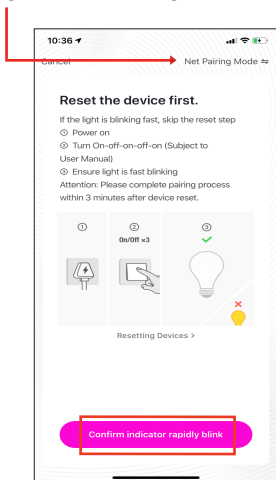 10:36
Cancel
Net Pairing Mode ⇋
Reset the device first.
If the light is blinking fast, skip the reset step
① Power on
② Turn On-off-on-off-on (Subject to
User Manual)
③ Ensure light is fast blinking
Attention: Please complete pairing process
within 3 minutes after device reset.
①
②
③
On/Off ×3
Resetting Devices >
Confirm indicator rapidly blink